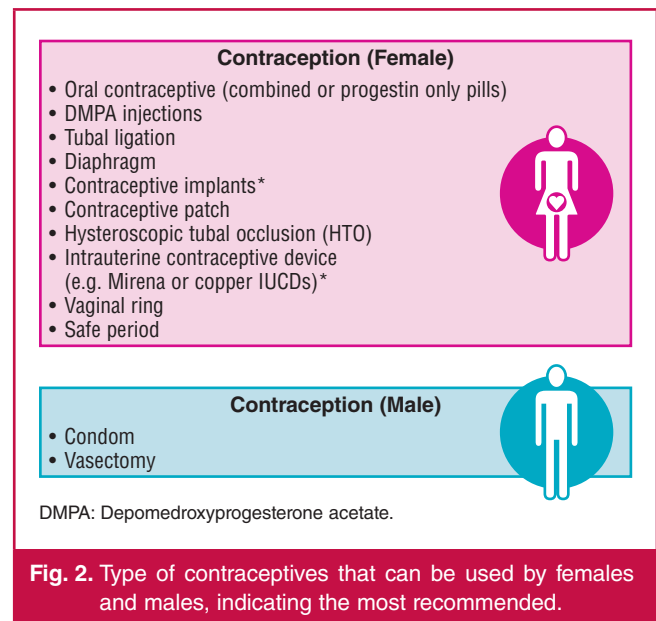 Contraception (Female)
• Oral contraceptive (combined or progestin only pills)
• DMPA injections
• Tubal ligation
• Diaphragm
• Contraceptive implants*
• Contraceptive patch
• Hysteroscopic tubal occlusion (HTO)
• Intrauterine contraceptive device
(e.g. Mirena or copper IUCDs)*
• Vaginal ring
• Safe period
Contraception (Male)
• Condom
• Vasectomy
DMPA: Depomedroxyprogesterone acetate.
Fig. 2. Type of contraceptives that can be used by females
and males, indicating the most recommended.